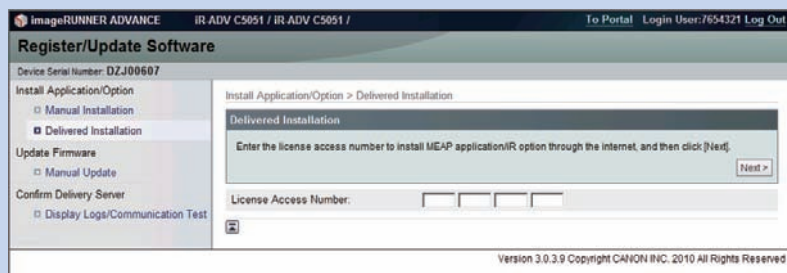 imageRUNNER ADVANCE iR-ADV C5051 / iR-ADV C5051 / To Portal Login User:7654321 Log Out
Register/Update Software
Device Serial Number: DZJ00607
Install Application/Option
Manual Installation
Delivered Installation
Update Firmware
Manual Update
Confirm Delivery Server
Display Logs/Communication Test
Install Application/Option > Delivered Installation
Delivered Installation
Enter the license access number to install MEAP application/iR option through the internet, and then click [Next].
Next >
License Access Number:
Version 3.0.3.9 Copyright CANON INC. 2010 All Rights Reserved